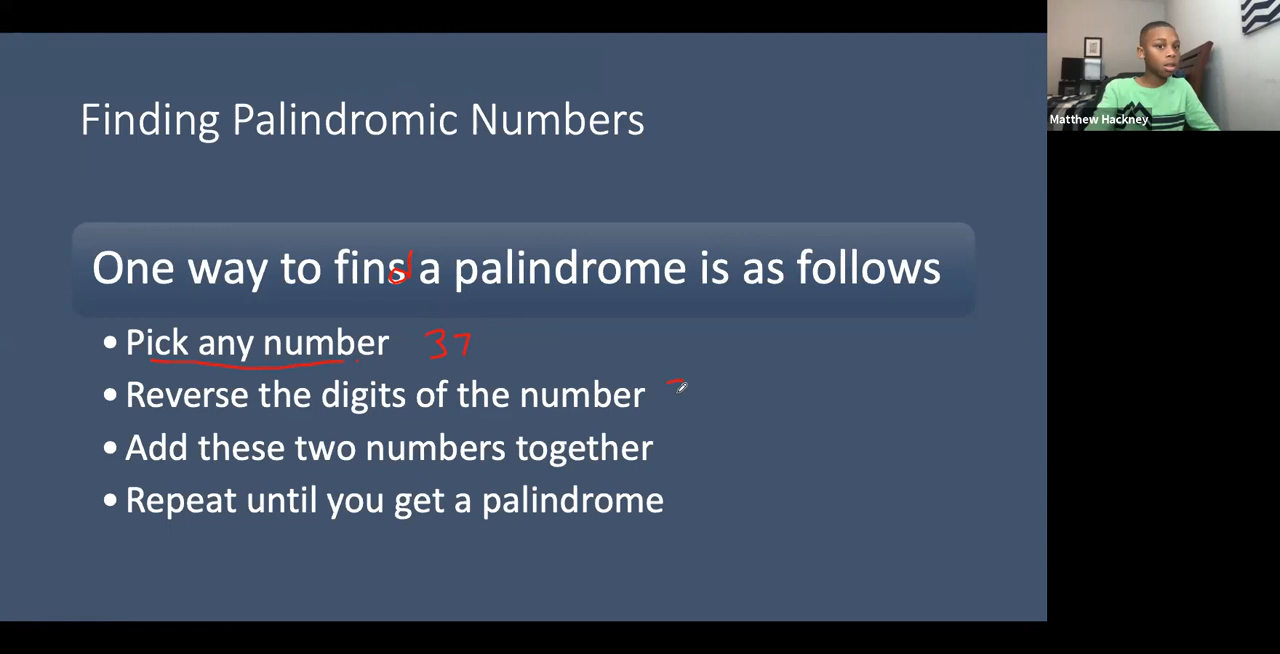 Finding Palindromic Numbers
Matthew Hackney
One way to fins d a palindrome is as follows
• Pick any number 37
• Reverse the digits of the number
• Add these two numbers together
• Repeat until you get a palindrome